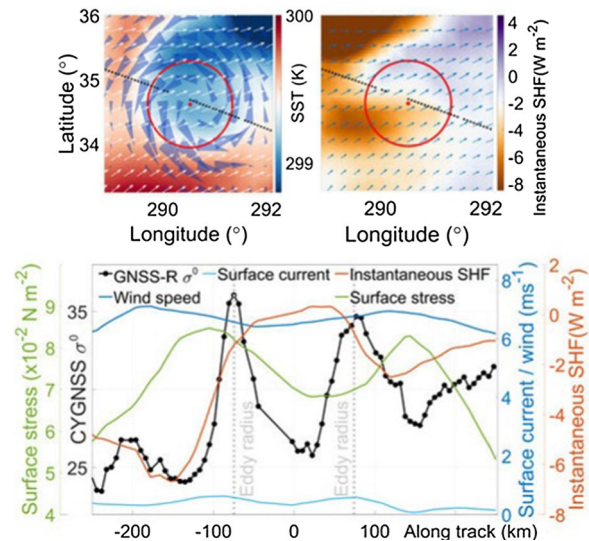 36
35
34
Latitude (°)
290
292
Longitude (°)
300
299
SST (K)
290
292
Longitude (°)
4
2
0
-2
-4
-6
-8
Instantaneous SHF(W m⁻²)
GNSS-R σ⁰
Surface current
Instantaneous SHF
Wind speed
Surface stress
Surface stress (x10⁻² N m⁻²)
9
8
7
6
5
4
CYGNSS σ⁰
35
25
Eddy radius
Eddy radius
8
6
4
2
0
Surface current / wind (ms⁻¹)
2
0
-2
-4
-6
-8
Instantaneous SHF(W m⁻²)
-200
-100
0
100
Along track (km)